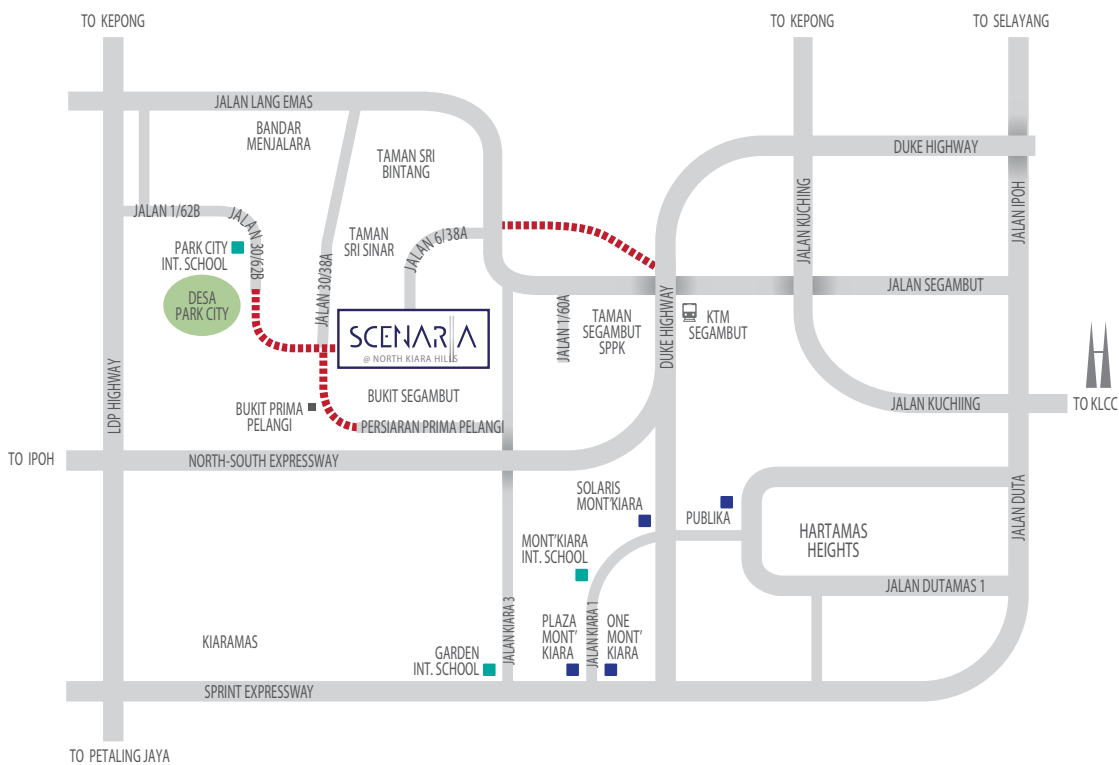 TO KEPONG
TO KEPONG
TO SELAYANG
JALAN LANG EMAS
BANDAR
MENJALARA
TAMAN SRI
BINTANG
DUKE HIGHWAY
JALAN KUCHING
JALAN IPOH
JALAN 1/62B
JALAN 30/62B
PARK CITY
INT. SCHOOL
TAMAN
SRI SINAR
JALAN 6/38A
JALAN 30/38A
DESA
PARK CITY
JALAN SEGAMBUT
SCENARIA
@ NORTH KIARA HILLS
JALAN 1/60A
TAMAN
SEGAMBUT
SPPK
DUKE HIGHWAY
KTM
SEGAMBUT
LDP HIGHWAY
BUKIT SEGAMBUT
BUKIT PRIMA
PELANGI
PERSIARAN PRIMA PELANGI
JALAN KUCHIING
TO KLCC
TO IPOH
NORTH-SOUTH EXPRESSWAY
SOLARIS
MONT'KIARA
PUBLIKA
HARTAMAS
HEIGHTS
JALAN DUTA
MONT'KIARA
INT. SCHOOL
JALAN DUTAMAS 1
JALAN KIARA 3
PLAZA
MONT'
KIARA
JALAN KIARA 1
ONE
MONT'
KIARA
KIARAMAS
GARDEN
INT. SCHOOL
SPRINT EXPRESSWAY
TO PETALING JAYA